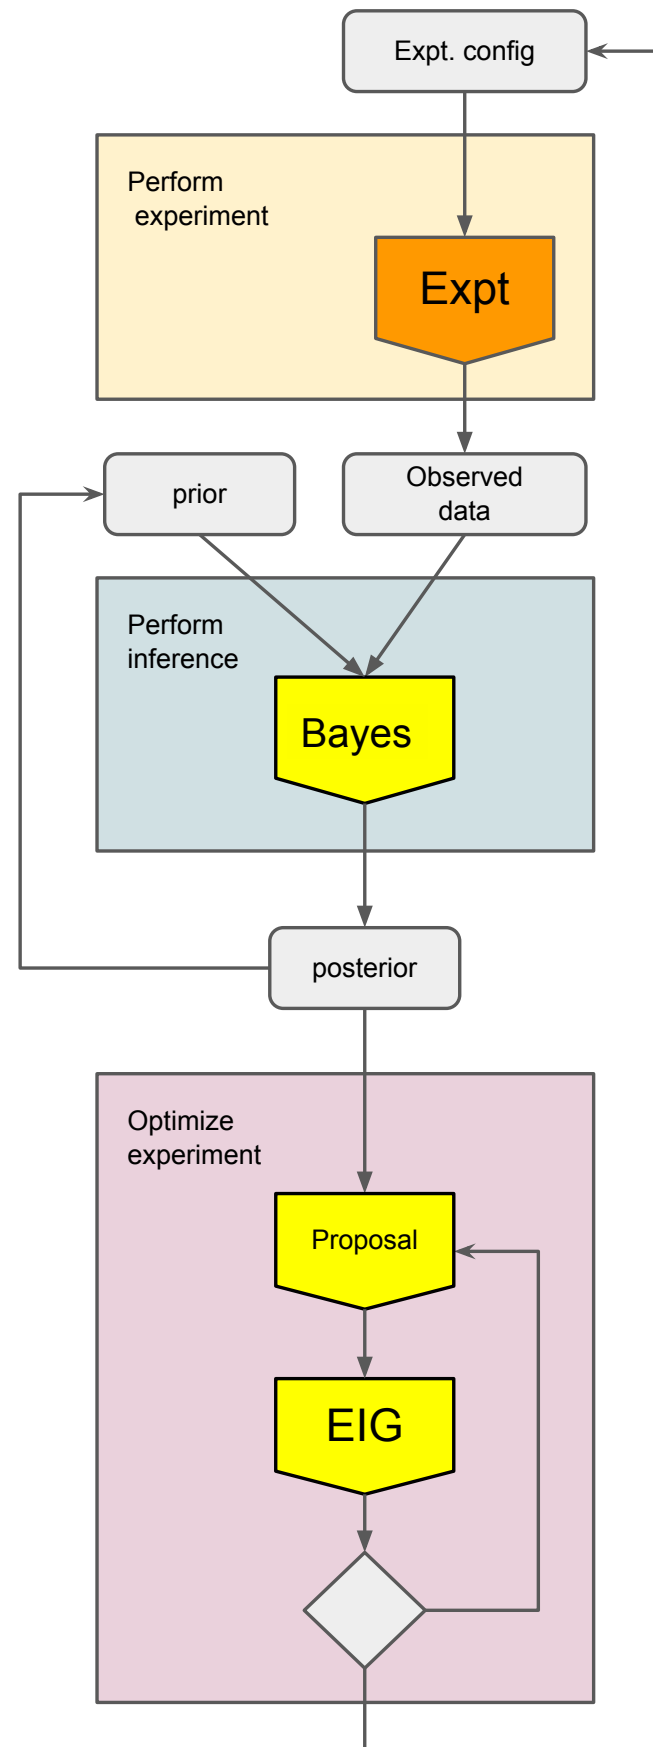 Expt. config
Perform
experiment
Expt
prior
Observed
data
Perform
inference
Bayes
posterior
Optimize
experiment
Proposal
EIG